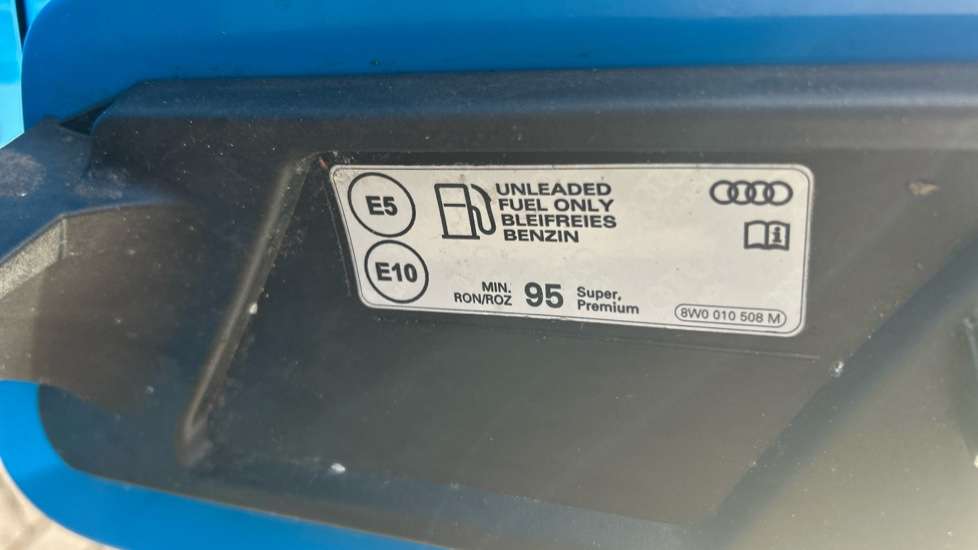 E5
UNLEADED
FUEL ONLY
BLEIFREIES
BENZIN
E10
MIN.
RON/ROZ 95 Super,
Premium
8W0 010 508 M